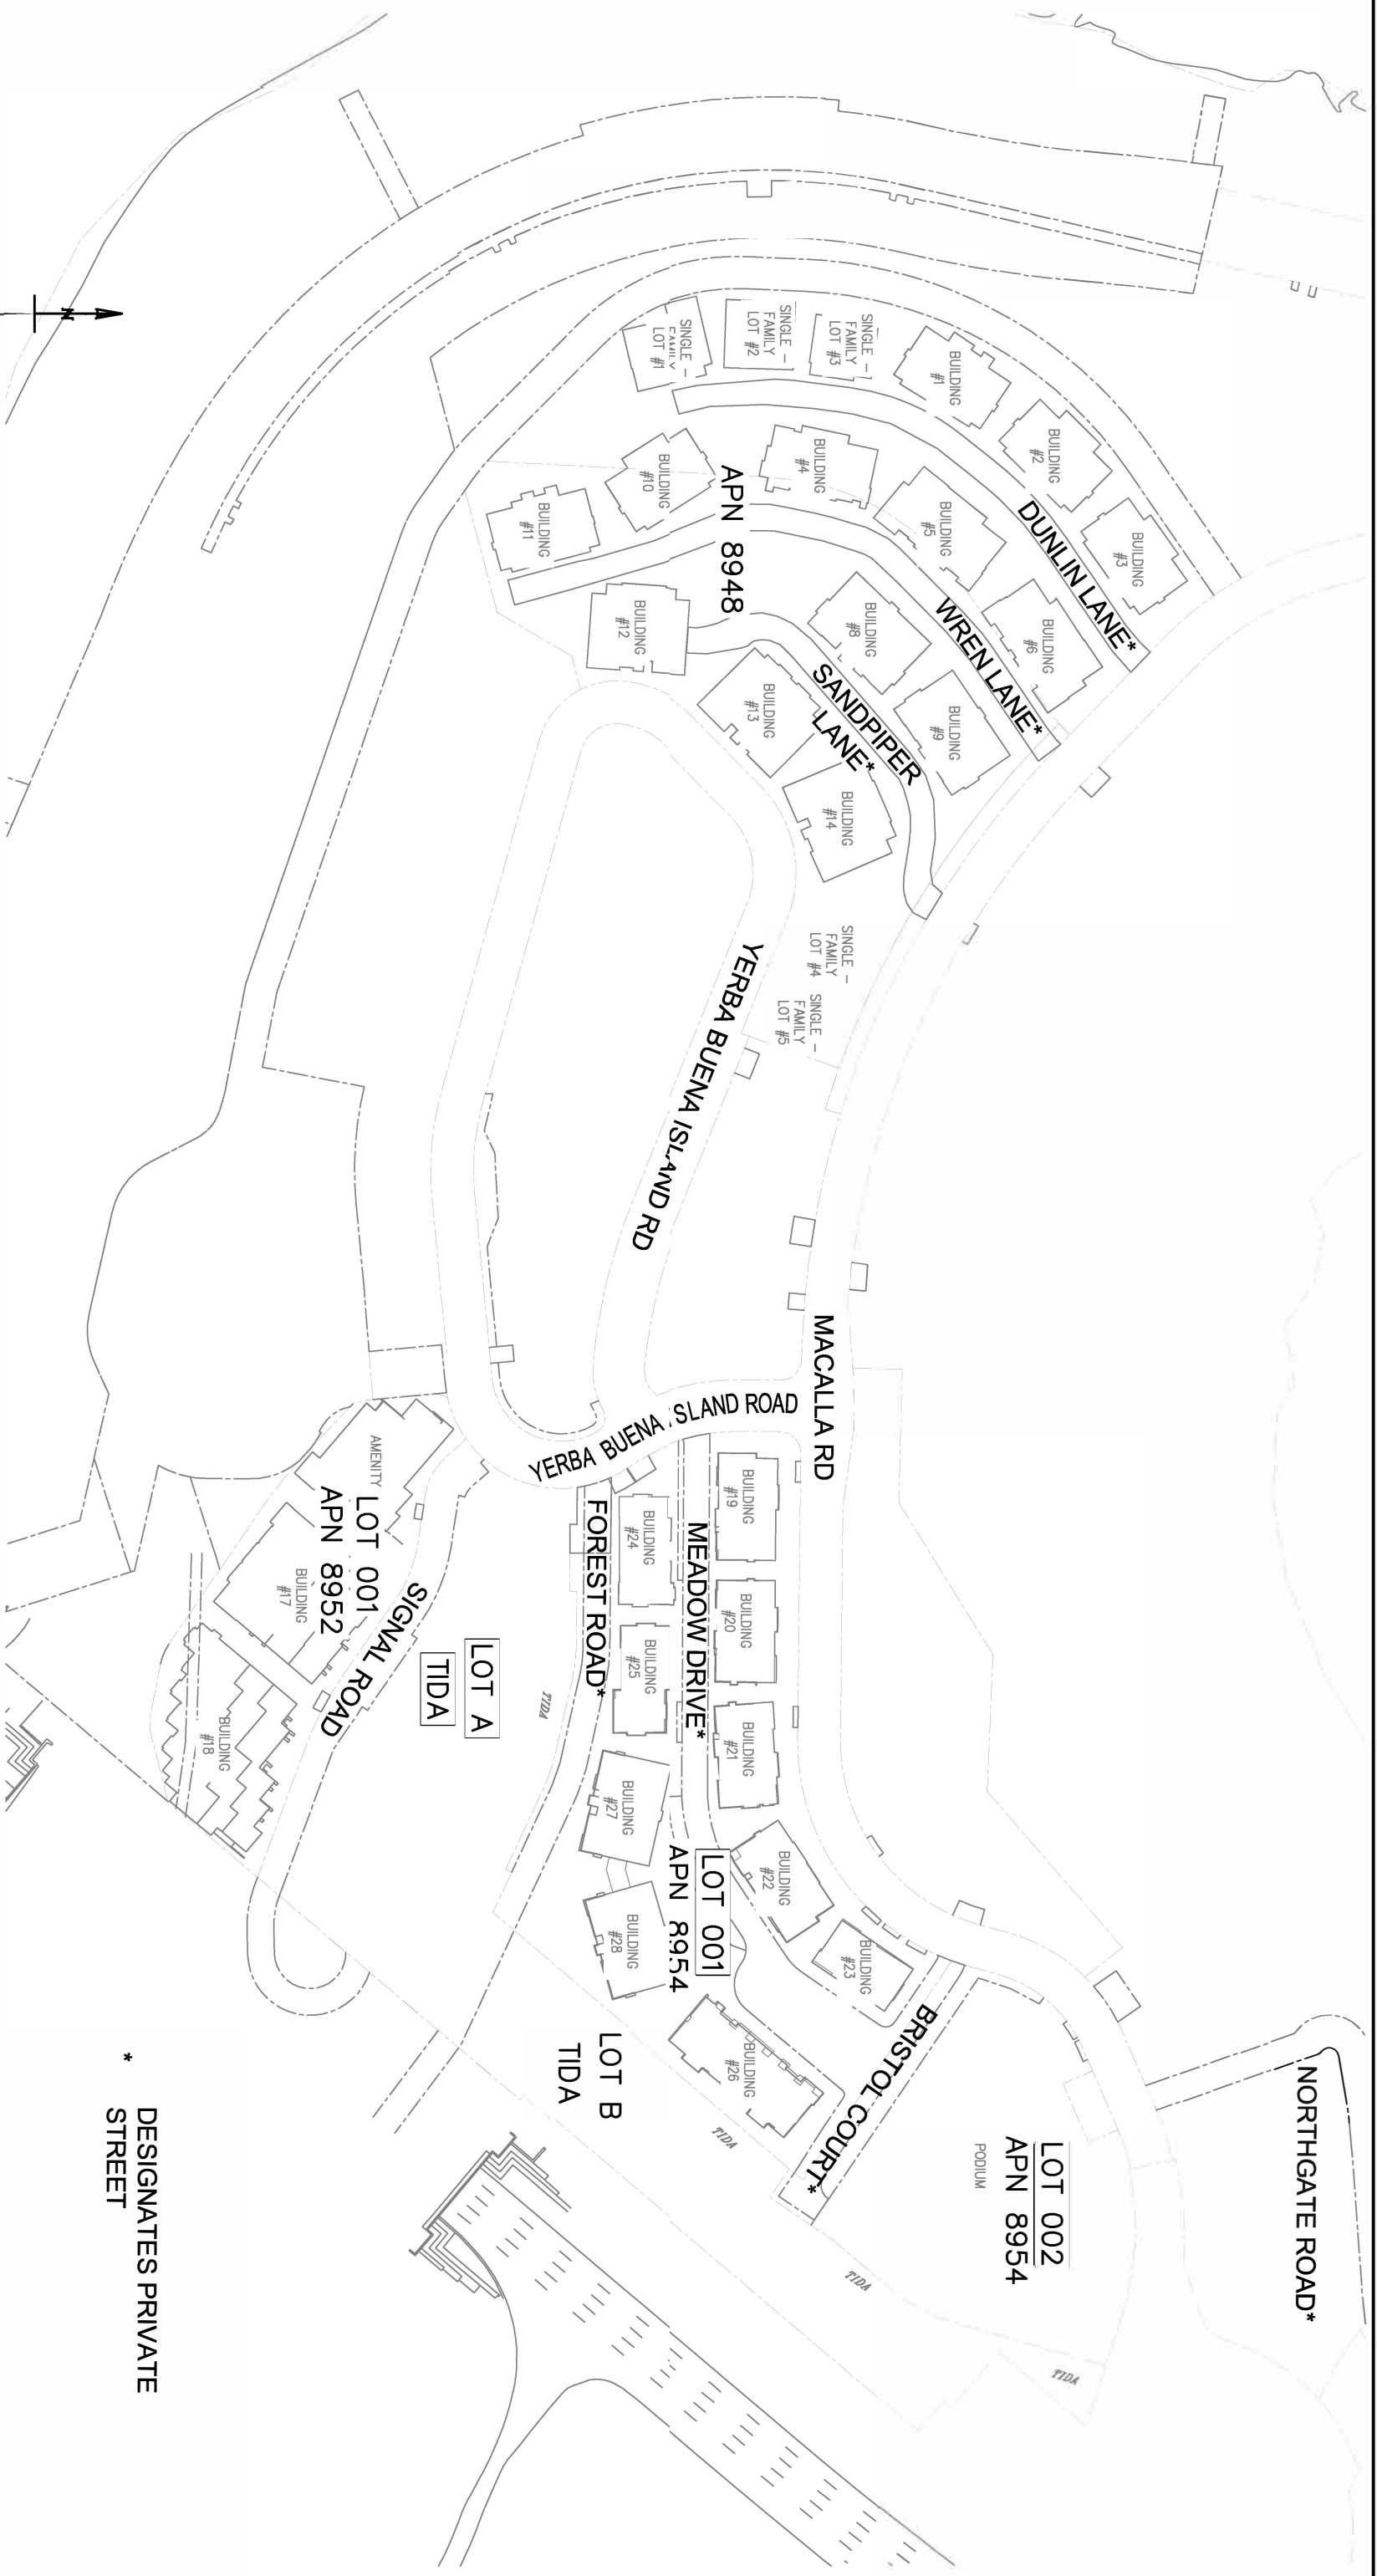 NORTHGATE ROAD*
LOT 002
APN 8954
PODIUM
TIDA
TIDA
TIDA
TIDA
BRISTOL COURT*
DUNLIN LANE*
WREN LANE*
SANDPIPER
LANE*
MACALLA RD
YERBA BUENA ISLAND RD
YERBA BUENA ISLAND ROAD
MEADOW DRIVE*
FOREST ROAD*
SIGNAL ROAD
APN 8948
SINGLE –
FAMILY
LOT #1
SINGLE –
FAMILY
LOT #2
SINGLE –
FAMILY
LOT #3
BUILDING
#1
BUILDING
#2
BUILDING
#3
BUILDING
#4
BUILDING
#5
BUILDING
#6
BUILDING
#8
BUILDING
#9
BUILDING
#10
BUILDING
#11
BUILDING
#12
BUILDING
#13
BUILDING
#14
SINGLE –
FAMILY
LOT #4
SINGLE –
FAMILY
LOT #5
BUILDING
#19
BUILDING
#20
BUILDING
#21
BUILDING
#22
BUILDING
#23
BUILDING
#24
BUILDING
#25
BUILDING
#26
BUILDING
#27
BUILDING
#28
LOT 001
APN 8954
LOT A
TIDA
LOT B
TIDA
AMENITY
LOT 001
APN 8952
BUILDING
#17
BUILDING
#18
N
* DESIGNATES PRIVATE
STREET